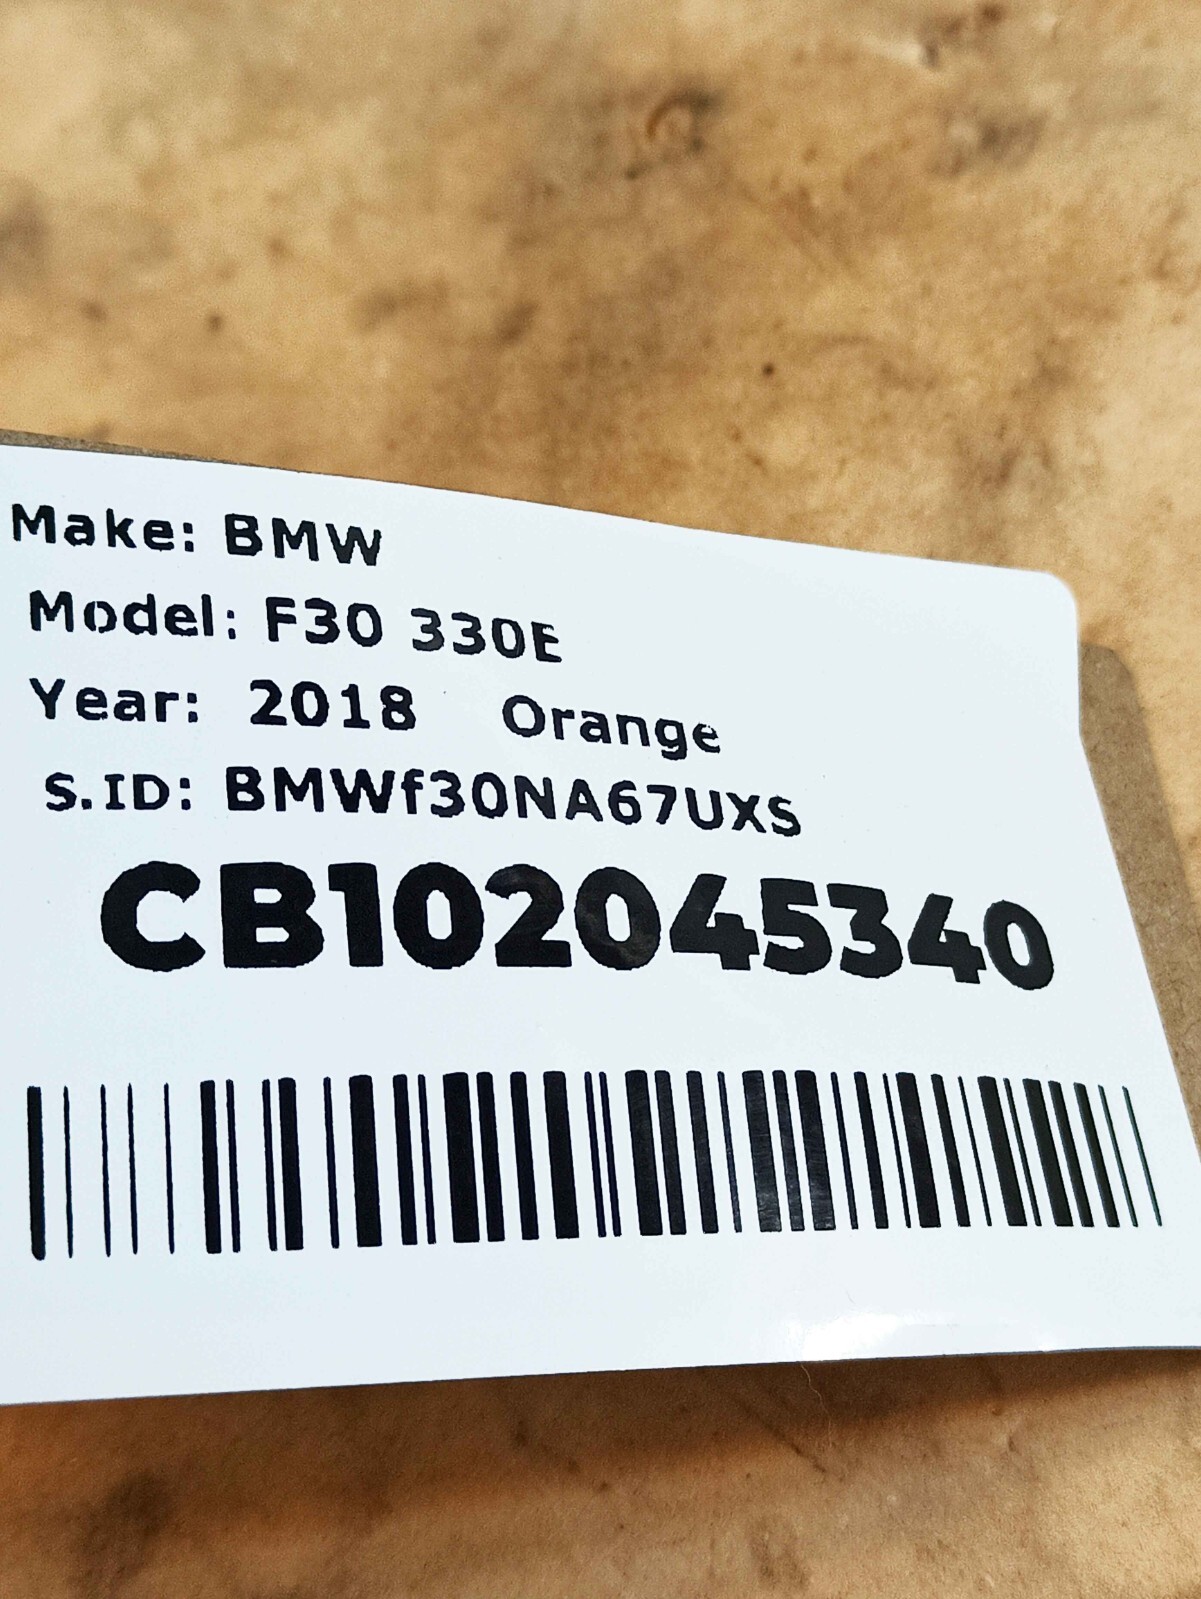 Make: BMW
Model: F30 330E
Year: 2018 Orange
S.ID: BMWf30NA67UXS
CB102045340